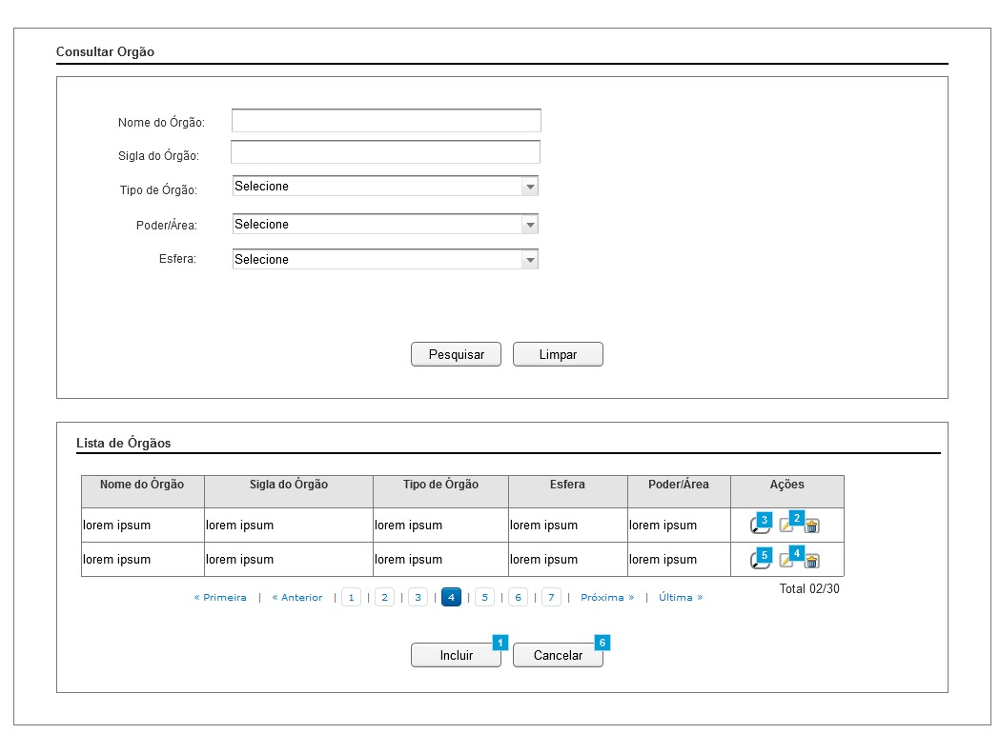 Consultar Orgão
Nome do Órgão:
Sigla do Órgão:
Tipo de Órgão: Selecione
Poder/Área: Selecione
Esfera: Selecione
Pesquisar Limpar
Lista de Órgãos
Nome do Órgão Sigla do Órgão Tipo de Órgão Esfera Poder/Área Ações
lorem ipsum lorem ipsum lorem ipsum lorem ipsum lorem ipsum 3 2
lorem ipsum lorem ipsum lorem ipsum lorem ipsum lorem ipsum 5 4
Total 02/30
« Primeira | « Anterior | 1 | 2 | 3 | 4 | 5 | 6 | 7 | Próxima » | Última »
Incluir 1 Cancelar 6